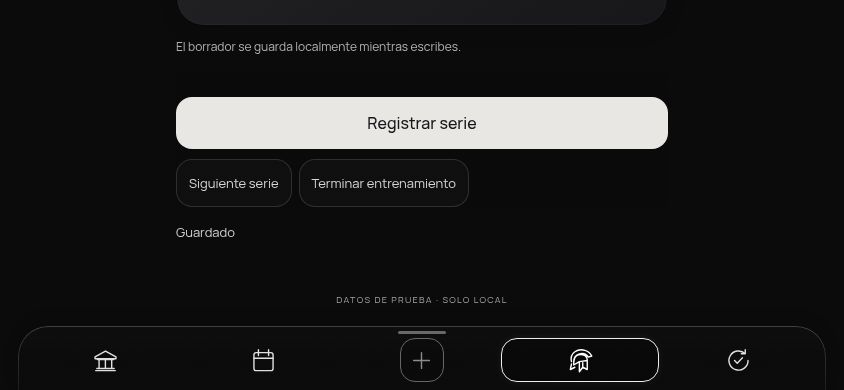 El borrador se guarda localmente mientras escribes.
Registrar serie
Siguiente serie
Terminar entrenamiento
Guardado
DATOS DE PRUEBA · SOLO LOCAL